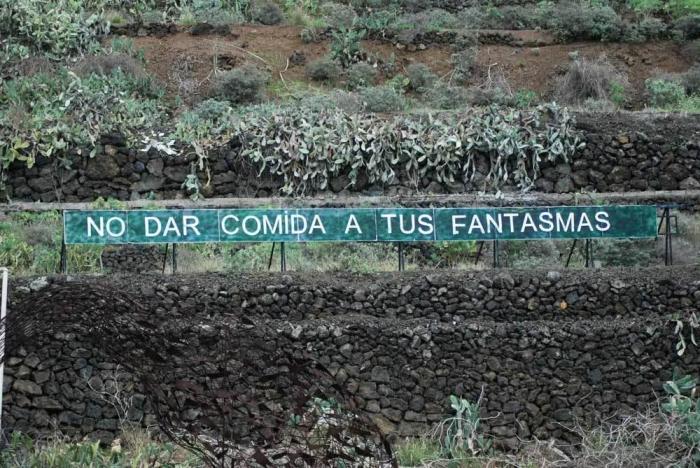 NO DAR COMIDA A TUS FANTASMAS